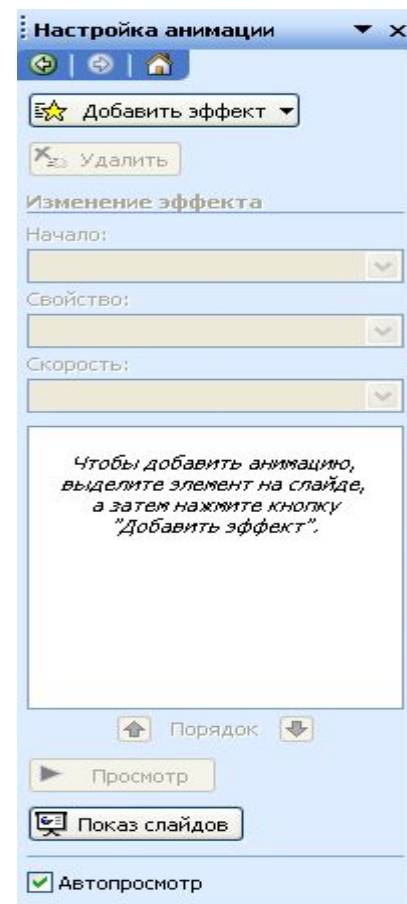 Настройка анимации
Добавить эффект
Удалить
Изменение эффекта
Начало:
Свойство:
Скорость:
Чтобы добавить анимацию,
выделите элемент на слайде,
а затем нажмите кнопку
"Добавить эффект".
Порядок
Просмотр
Показ слайдов
Автопросмотр